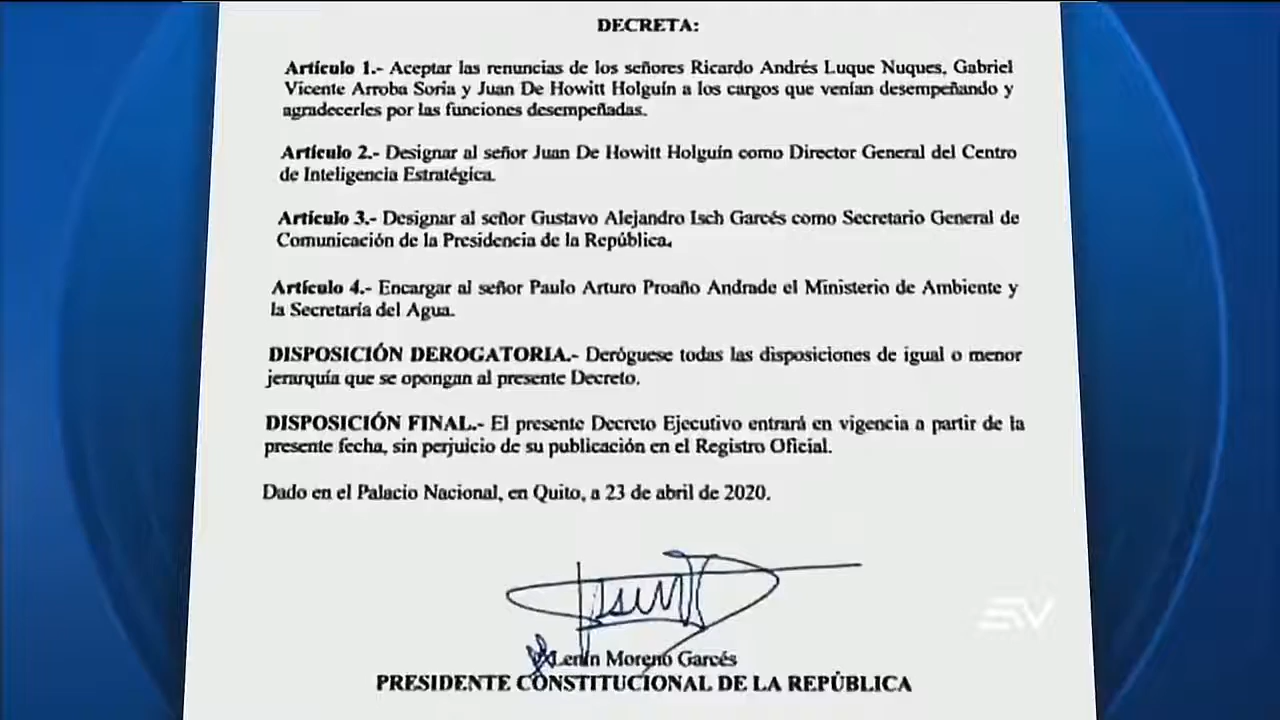 DECRETA:
Artículo 1.- Aceptar las renuncias de los señores Ricardo Andrés Luque Nuques, Gabriel
Vicente Arroba Soria y Juan De Howitt Holguín a los cargos que venían desempeñando y
agradecerles por las funciones desempeñadas.
Artículo 2.- Designar al señor Juan De Howitt Holguín como Director General del Centro
de Inteligencia Estratégica.
Artículo 3.- Designar al señor Gustavo Alejandro Isch Garcés como Secretario General de
Comunicación de la Presidencia de la República.
Artículo 4.- Encargar al señor Paulo Arturo Proaño Andrade el Ministerio de Ambiente y
la Secretaría del Agua.
DISPOSICIÓN DEROGATORIA.- Deróguese todas las disposiciones de igual o menor
jerarquía que se opongan al presente Decreto.
DISPOSICIÓN FINAL.- El presente Decreto Ejecutivo entrará en vigencia a partir de la
presente fecha, sin perjuicio de su publicación en el Registro Oficial.
Dado en el Palacio Nacional, en Quito, a 23 de abril de 2020.
Lenín Moreno Garcés
PRESIDENTE CONSTITUCIONAL DE LA REPÚBLICA